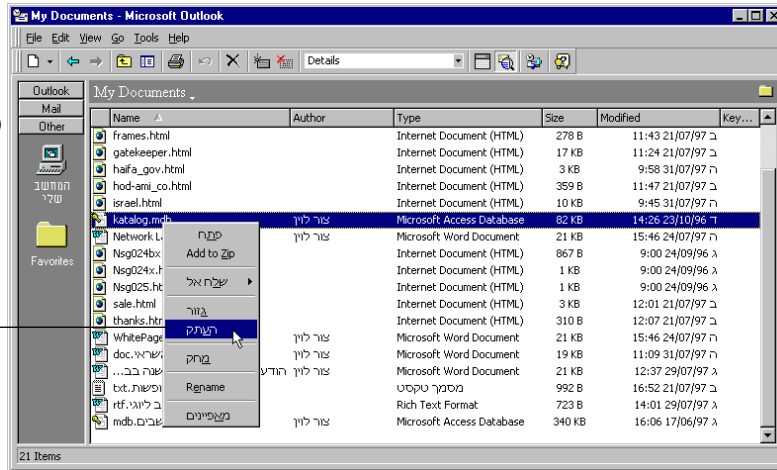 My Documents - Microsoft Outlook
File Edit View Go Tools Help
Details
Outlook
Mail
Other
המחשב
שלי
Favorites
My Documents
Name Author Type Size Modified Key...
frames.html Internet Document (HTML) 278 B ב 21/07/97 11:43
gatekeeper.html Internet Document (HTML) 17 KB ב 21/07/97 11:24
haifa_gov.html Internet Document (HTML) 3 KB ה 31/07/97 9:58
hod-ami_co.html Internet Document (HTML) 359 B ב 21/07/97 11:47
israel.html Internet Document (HTML) 10 KB ה 31/07/97 9:45
katalog.mdb צור לוין Microsoft Access Database 82 KB ד 23/10/96 14:26
Network צור לוין Microsoft Word Document 21 KB ה 24/07/97 15:46
Nsg024bx Internet Document (HTML) 867 B ג 24/09/96 9:00
Nsg024x.h Internet Document (HTML) 1 KB ג 24/09/96 9:00
Nsg025.ht Internet Document (HTML) 1 KB ג 24/09/96 9:00
sale.html Internet Document (HTML) 3 KB ב 21/07/97 12:01
thanks.htm Internet Document (HTML) 310 B ב 21/07/97 12:07
WhitePage צור לוין Microsoft Word Document 21 KB ה 24/07/97 15:46
doc. צור לוין Microsoft Word Document 19 KB ה 31/07/97 11:09
הודע שנה בב... צור לוין Microsoft Word Document 21 KB ג 29/07/97 12:37
ופשות.txt מסמך טקסט 992 B ב 21/07/97 16:52
ב ליוגי.rtf Rich Text Format 723 B ג 29/07/97 14:01
שבים.mdb צור לוין Microsoft Access Database 340 KB ג 17/06/97 16:06
פתח
Add to Zip
שלח אל
גזור
העתק
מחק
Rename
מאפיינים
21 Items